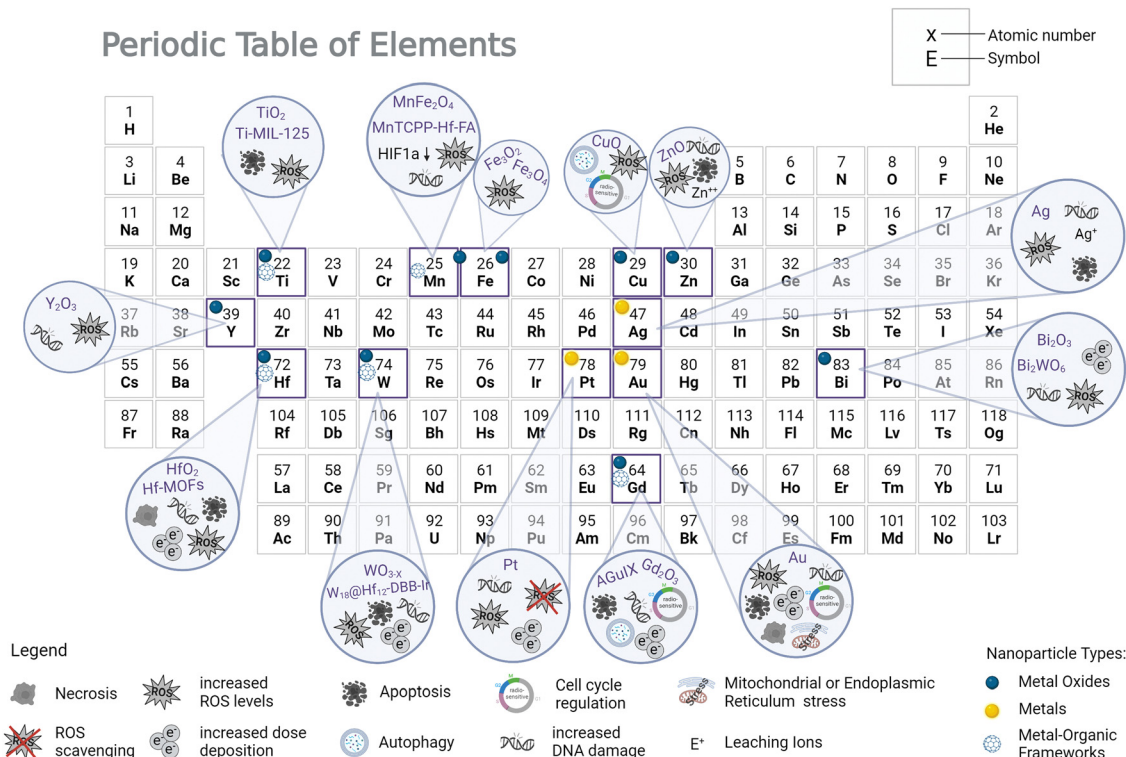 Periodic Table of Elements
x Atomic number
E Symbol
TiO₂
Ti-MIL-125
ROS
MnFe₂O₄
MnTCPP-Hf-FA
HIF1a↓ ROS
Fe₃O₂, Fe₃O₄
ROS
CuO
ROS
M
G2
radio-sensitive
G1
ZnO
ROS
Zn⁺⁺
1 2
H He
3 4 5 6 7 8 9 10
Li Be B C N O F Ne
11 12 13 14 15 16 17 18
Na Mg Al Si P S Cl Ar
19 20 21 22 23 24 25 26 27 28 29 30 31 32 33 34 35 36
K Ca Sc Ti V Cr Mn Fe Co Ni Cu Zn Ga Ge As Se Br Kr
37 38 39 40 41 42 43 44 45 46 47 48 49 50 51 52 53 54
Rb Sr Y Zr Nb Mo Tc Ru Rh Pd Ag Cd In Sn Sb Te I Xe
55 56 72 73 74 75 76 77 78 79 80 81 82 83 84 85 86
Cs Ba Hf Ta W Re Os Ir Pt Au Hg Tl Pb Bi Po At Rn
87 88 104 105 106 107 108 109 110 111 112 113 114 115 116 117 118
Fr Ra Rf Db Sg Bh Hs Mt Ds Rg Cn Nh Fl Mc Lv Ts Og
57 58 59 60 61 62 63 64 65 66 67 68 69 70 71
La Ce Pr Nd Pm Sm Eu Gd Tb Dy Ho Er Tm Yb Lu
89 90 91 92 93 94 95 96 97 98 99 100 101 102 103
Ac Th Pa U Np Pu Am Cm Bk Cf Es Fm Md No Lr
Ag
Ag⁺
ROS
Y₂O₃
ROS
Bi₂O₃
Bi₂WO₆
e⁻ e⁻ e⁻
ROS
HfO₂
Hf-MOFs
e⁻ e⁻ e⁻
ROS
WO₃₋ₓ
W₁₈@Hf₁₂-DBB-Ir
ROS
e⁻ e⁻ e⁻
Pt
ROS
ROS
e⁻ e⁻ e⁻
AGuIX Gd₂O₃
M
G2
radio-sensitive
G1
e⁻ e⁻ e⁻
Au
ROS
e⁻ e⁻ e⁻
M
G2
radio-sensitive
G1
Stress
Legend
Necrosis
ROS increased
ROS levels
Apoptosis
M
G2
radio-sensitive
G1
Cell cycle
regulation
Stress
Mitochondrial or Endoplasmic
Reticulum stress
ROS ROS
scavenging
e⁻ e⁻ e⁻ increased dose
deposition
Autophagy
increased
DNA damage
E⁺ Leaching Ions
Nanoparticle Types:
Metal Oxides
Metals
Metal-Organic
Frameworks